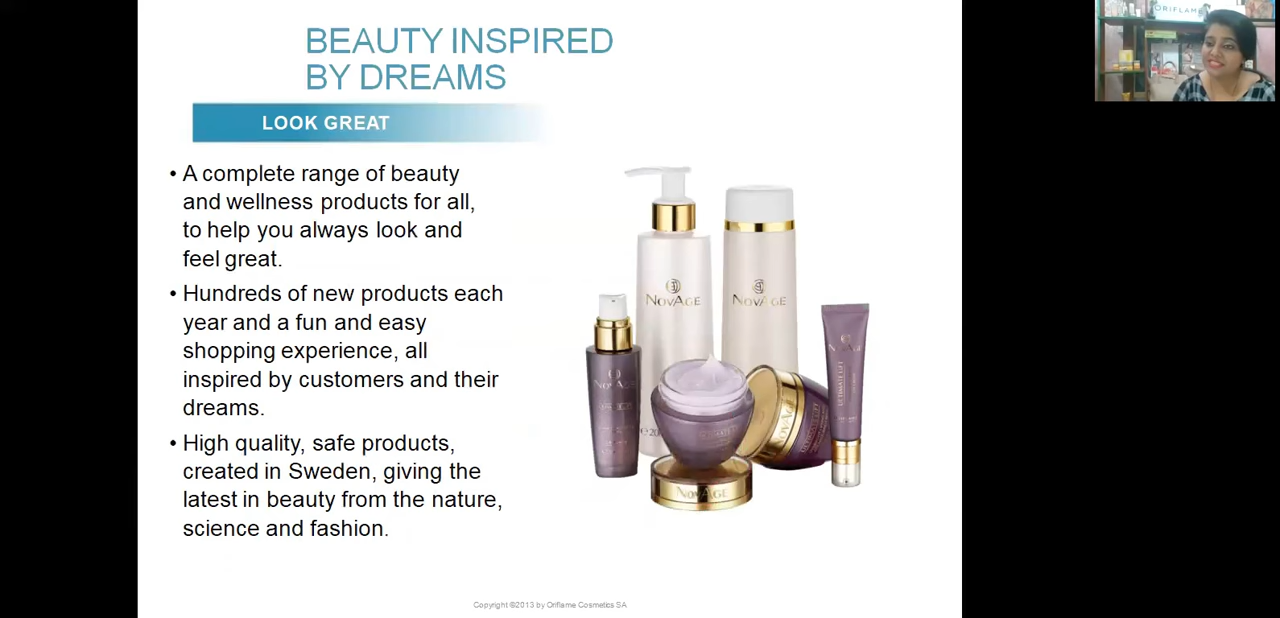 BEAUTY INSPIRED
BY DREAMS
LOOK GREAT
• A complete range of beauty
and wellness products for all,
to help you always look and
feel great.
• Hundreds of new products each
year and a fun and easy
shopping experience, all
inspired by customers and their
dreams.
• High quality, safe products,
created in Sweden, giving the
latest in beauty from the nature,
science and fashion.
NOVAGE
NOVAGE
NOVAGE
NOVAGE
NOVAGE
Copyright ©2013 by Oriflame Cosmetics SA
ORIFLAME